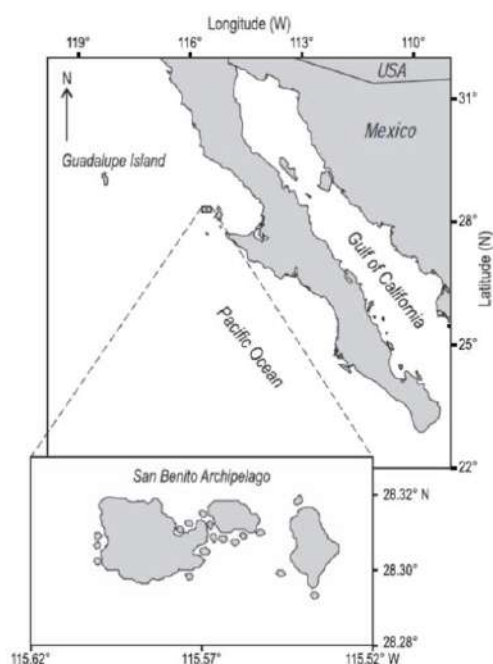 Longitude (W)
119° 116° 113° 110°
N
USA
31°
Mexico
Guadalupe Island
28°
Gulf of California
Latitude (N)
Pacific Ocean
25°
22°
San Benito Archipelago
28.32° N
28.30°
28.28°
115.62° 115.57° 115.52° W